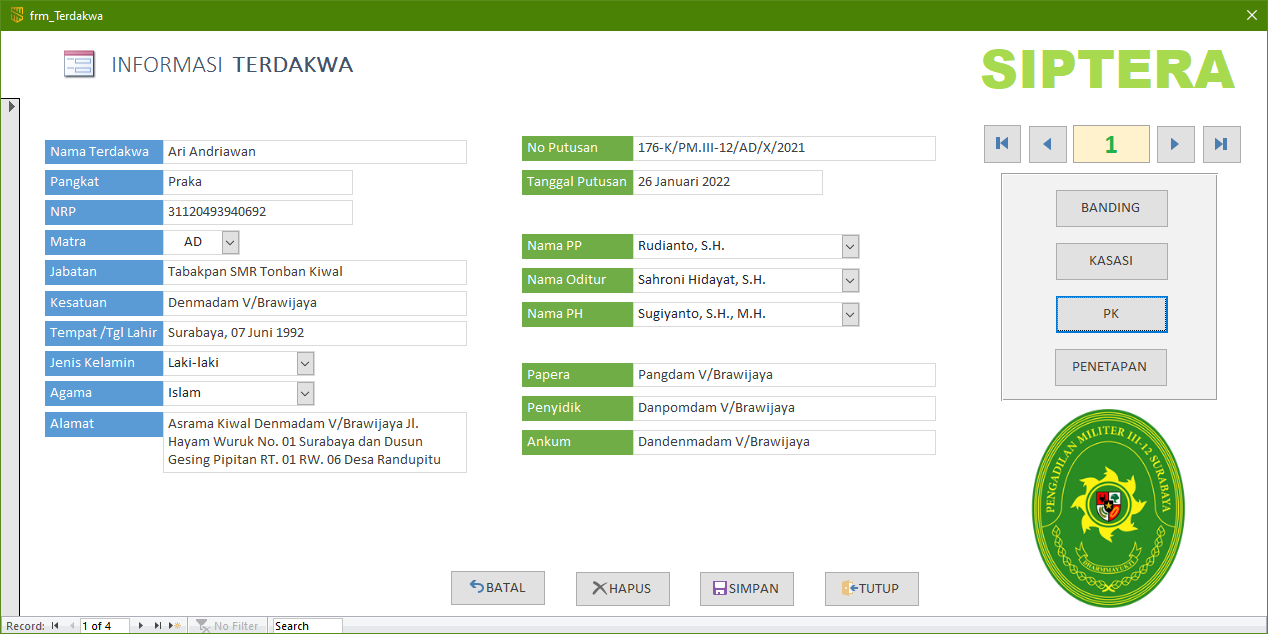 frm_Terdakwa
INFORMASI TERDAKWA
SIPTERA
Nama Terdakwa Ari Andriawan
Pangkat Praka
NRP 31120493940692
Matra AD
Jabatan Tabakpan SMR Tonban Kiwal
Kesatuan Denmadam V/Brawijaya
Tempat /Tgl Lahir Surabaya, 07 Juni 1992
Jenis Kelamin Laki-laki
Agama Islam
Alamat Asrama Kiwal Denmadam V/Brawijaya Jl.
Hayam Wuruk No. 01 Surabaya dan Dusun
Gesing Pipitan RT. 01 RW. 06 Desa Randupitu
No Putusan 176-K/PM.III-12/AD/X/2021
Tanggal Putusan 26 Januari 2022
Nama PP Rudianto, S.H.
Nama Oditur Sahroni Hidayat, S.H.
Nama PH Sugiyanto, S.H., M.H.
Papera Pangdam V/Brawijaya
Penyidik Danpomdam V/Brawijaya
Ankum Dandenmadam V/Brawijaya
1
BANDING
KASASI
PK
PENETAPAN
PENGADILAN MILITER III-12 SURABAYA
DHARMMAYUKTI
BATAL
HAPUS
SIMPAN
TUTUP
Record: 1 of 4 No Filter Search